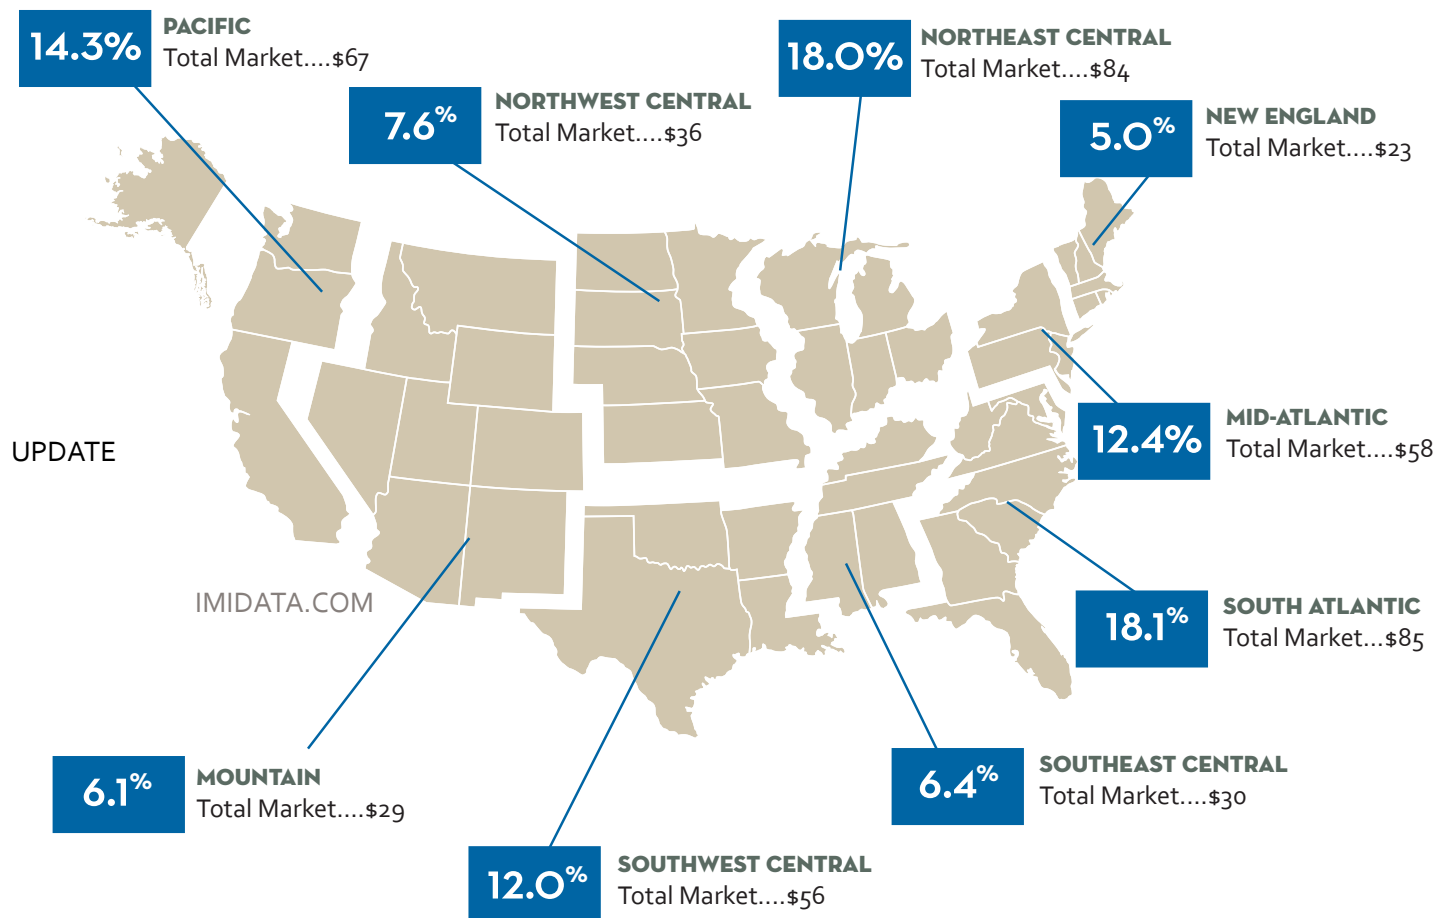 14.3%
PACIFIC
Total Market....$67
7.6%
NORTHWEST CENTRAL
Total Market....$36
18.0%
NORTHEAST CENTRAL
Total Market....$84
5.0%
NEW ENGLAND
Total Market....$23
12.4%
MID-ATLANTIC
Total Market....$58
UPDATE
IMIDATA.COM
18.1%
SOUTH ATLANTIC
Total Market...$85
6.1%
MOUNTAIN
Total Market....$29
6.4%
SOUTHEAST CENTRAL
Total Market....$30
12.0%
SOUTHWEST CENTRAL
Total Market....$56